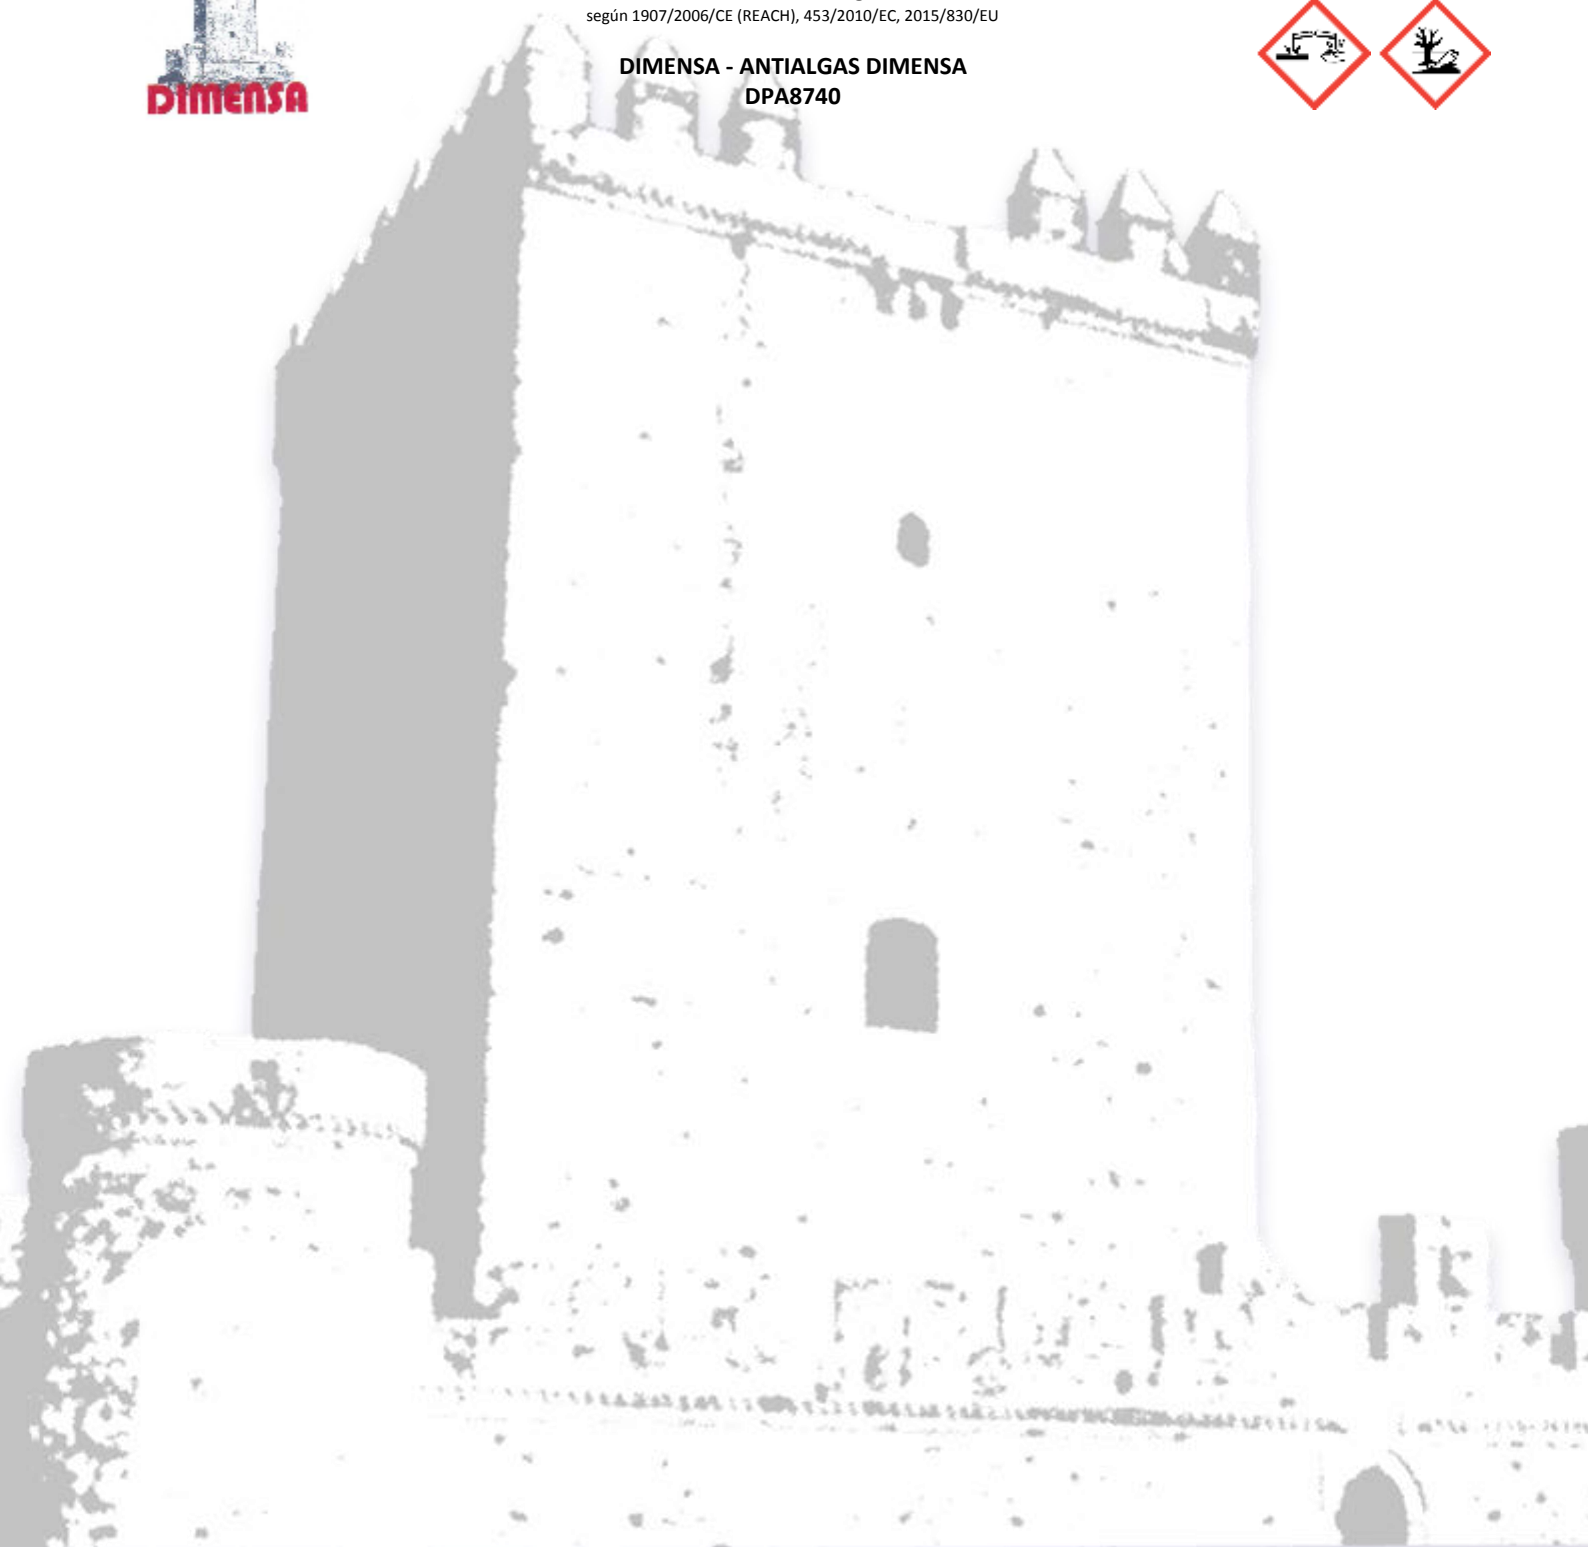 según 1907/2006/CE (REACH), 453/2010/EC, 2015/830/EU
DIMENSA - ANTIALGAS DIMENSA
DPA8740
DIMENSA